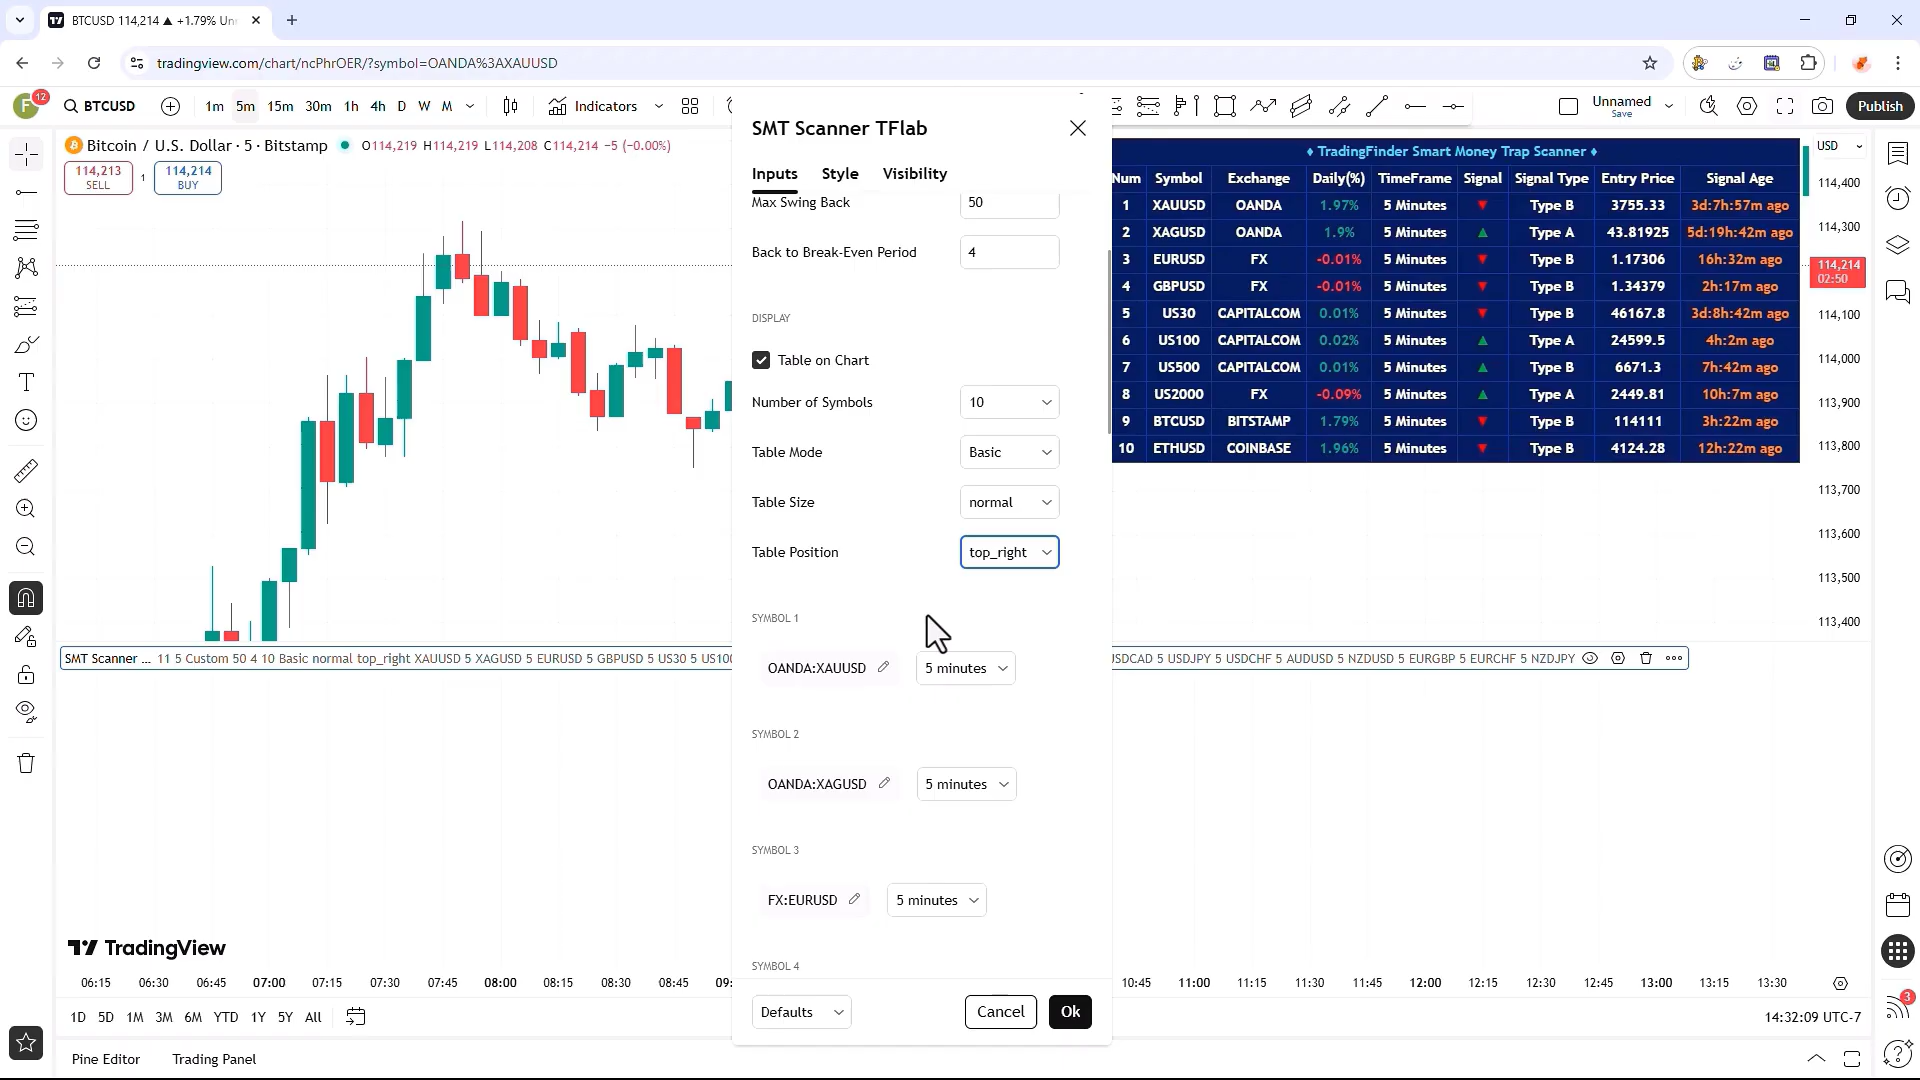 BTCUSD 114,214 ▲ +1.79% Un
tradingview.com/chart/ncPhrOER/?symbol=OANDA%3AXAUUSD
F 12
BTCUSD 1m 5m 15m 30m 1h 4h D W M Indicators
Unnamed
Save
Publish
Bitcoin / U.S. Dollar · 5 · Bitstamp O114,219 H114,219 L114,208 C114,214 −5 (−0.00%)
114,213
SELL
1
114,214
BUY
SMT Scanner TFlab
Inputs Style Visibility
Max Swing Back 50
Back to Break-Even Period 4
DISPLAY
Table on Chart
Number of Symbols 10
Table Mode Basic
Table Size normal
Table Position top_right
SYMBOL 1
OANDA:XAUUSD 5 minutes
SYMBOL 2
OANDA:XAGUSD 5 minutes
SYMBOL 3
FX:EURUSD 5 minutes
SYMBOL 4
Defaults Cancel Ok
♦ TradingFinder Smart Money Trap Scanner ♦
Num Symbol Exchange Daily(%) TimeFrame Signal Signal Type Entry Price Signal Age
1 XAUUSD OANDA 1.97% 5 Minutes ▼ Type B 3755.33 3d:7h:57m ago
2 XAGUSD OANDA 1.9% 5 Minutes ▲ Type A 43.81925 5d:19h:42m ago
3 EURUSD FX -0.01% 5 Minutes ▼ Type B 1.17306 16h:32m ago
4 GBPUSD FX -0.01% 5 Minutes ▼ Type B 1.34379 2h:17m ago
5 US30 CAPITALCOM 0.01% 5 Minutes ▼ Type B 46167.8 3d:8h:42m ago
6 US100 CAPITALCOM 0.02% 5 Minutes ▲ Type A 24599.5 4h:2m ago
7 US500 CAPITALCOM 0.01% 5 Minutes ▲ Type B 6671.3 7h:42m ago
8 US2000 FX -0.09% 5 Minutes ▲ Type A 2449.81 10h:7m ago
9 BTCUSD BITSTAMP 1.79% 5 Minutes ▼ Type B 114111 3h:22m ago
10 ETHUSD COINBASE 1.96% 5 Minutes ▼ Type B 4124.28 12h:22m ago
USD
114,400
114,300
114,214
02:50
114,100
114,000
113,900
113,800
113,700
113,600
113,500
113,400
SMT Scanner ... 11 5 Custom 50 4 10 Basic normal top_right XAUUSD 5 XAGUSD 5 EURUSD 5 GBPUSD 5 US30 5 US100
USDCAD 5 USDJPY 5 USDCHF 5 AUDUSD 5 NZDUSD 5 EURGBP 5 EURCHF 5 NZDJPY
TradingView
06:15 06:30 06:45 07:00 07:15 07:30 07:45 08:00 08:15 08:30 08:45 09: 10:45 11:00 11:15 11:30 11:45 12:00 12:15 12:30 12:45 13:00 13:15 13:30
1D 5D 1M 3M 6M YTD 1Y 5Y All
14:32:09 UTC-7
3
Pine Editor Trading Panel